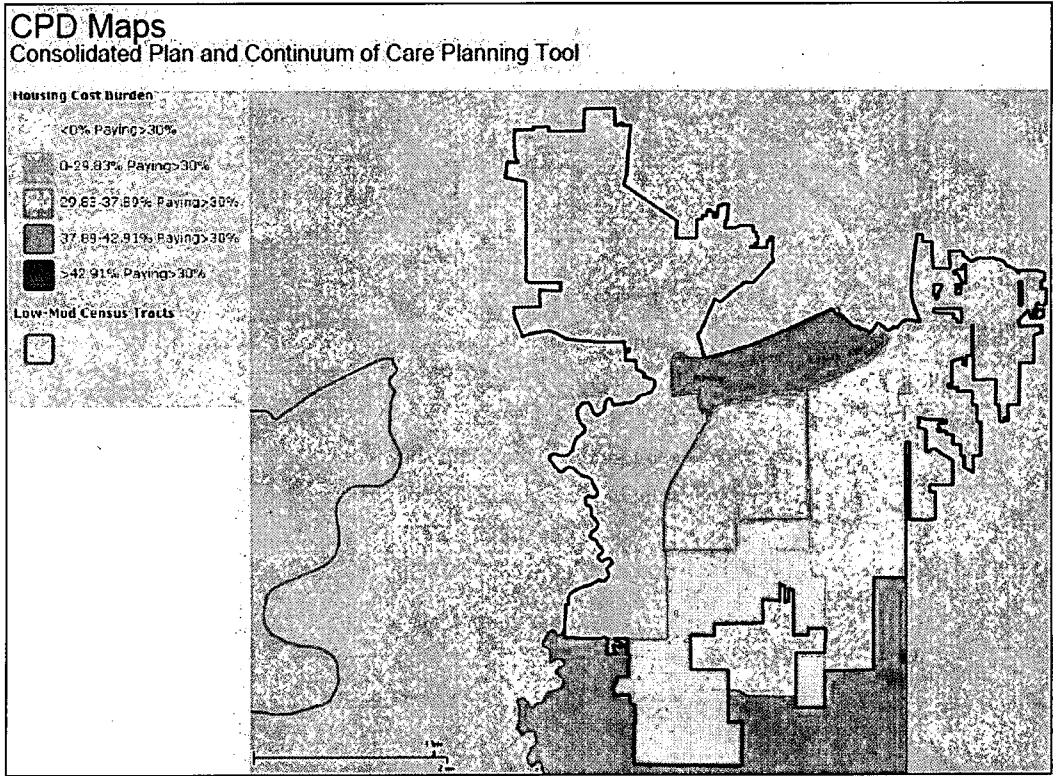 CPD Maps
Consolidated Plan and Continuum of Care Planning Tool
Housing Cost Burden
<0% Paying>30%
0-29.83% Paying>30%
29.83-37.89% Paying>30%
37.89-42.91% Paying>30%
>42.91% Paying>30%
Low-Mod Census Tracts